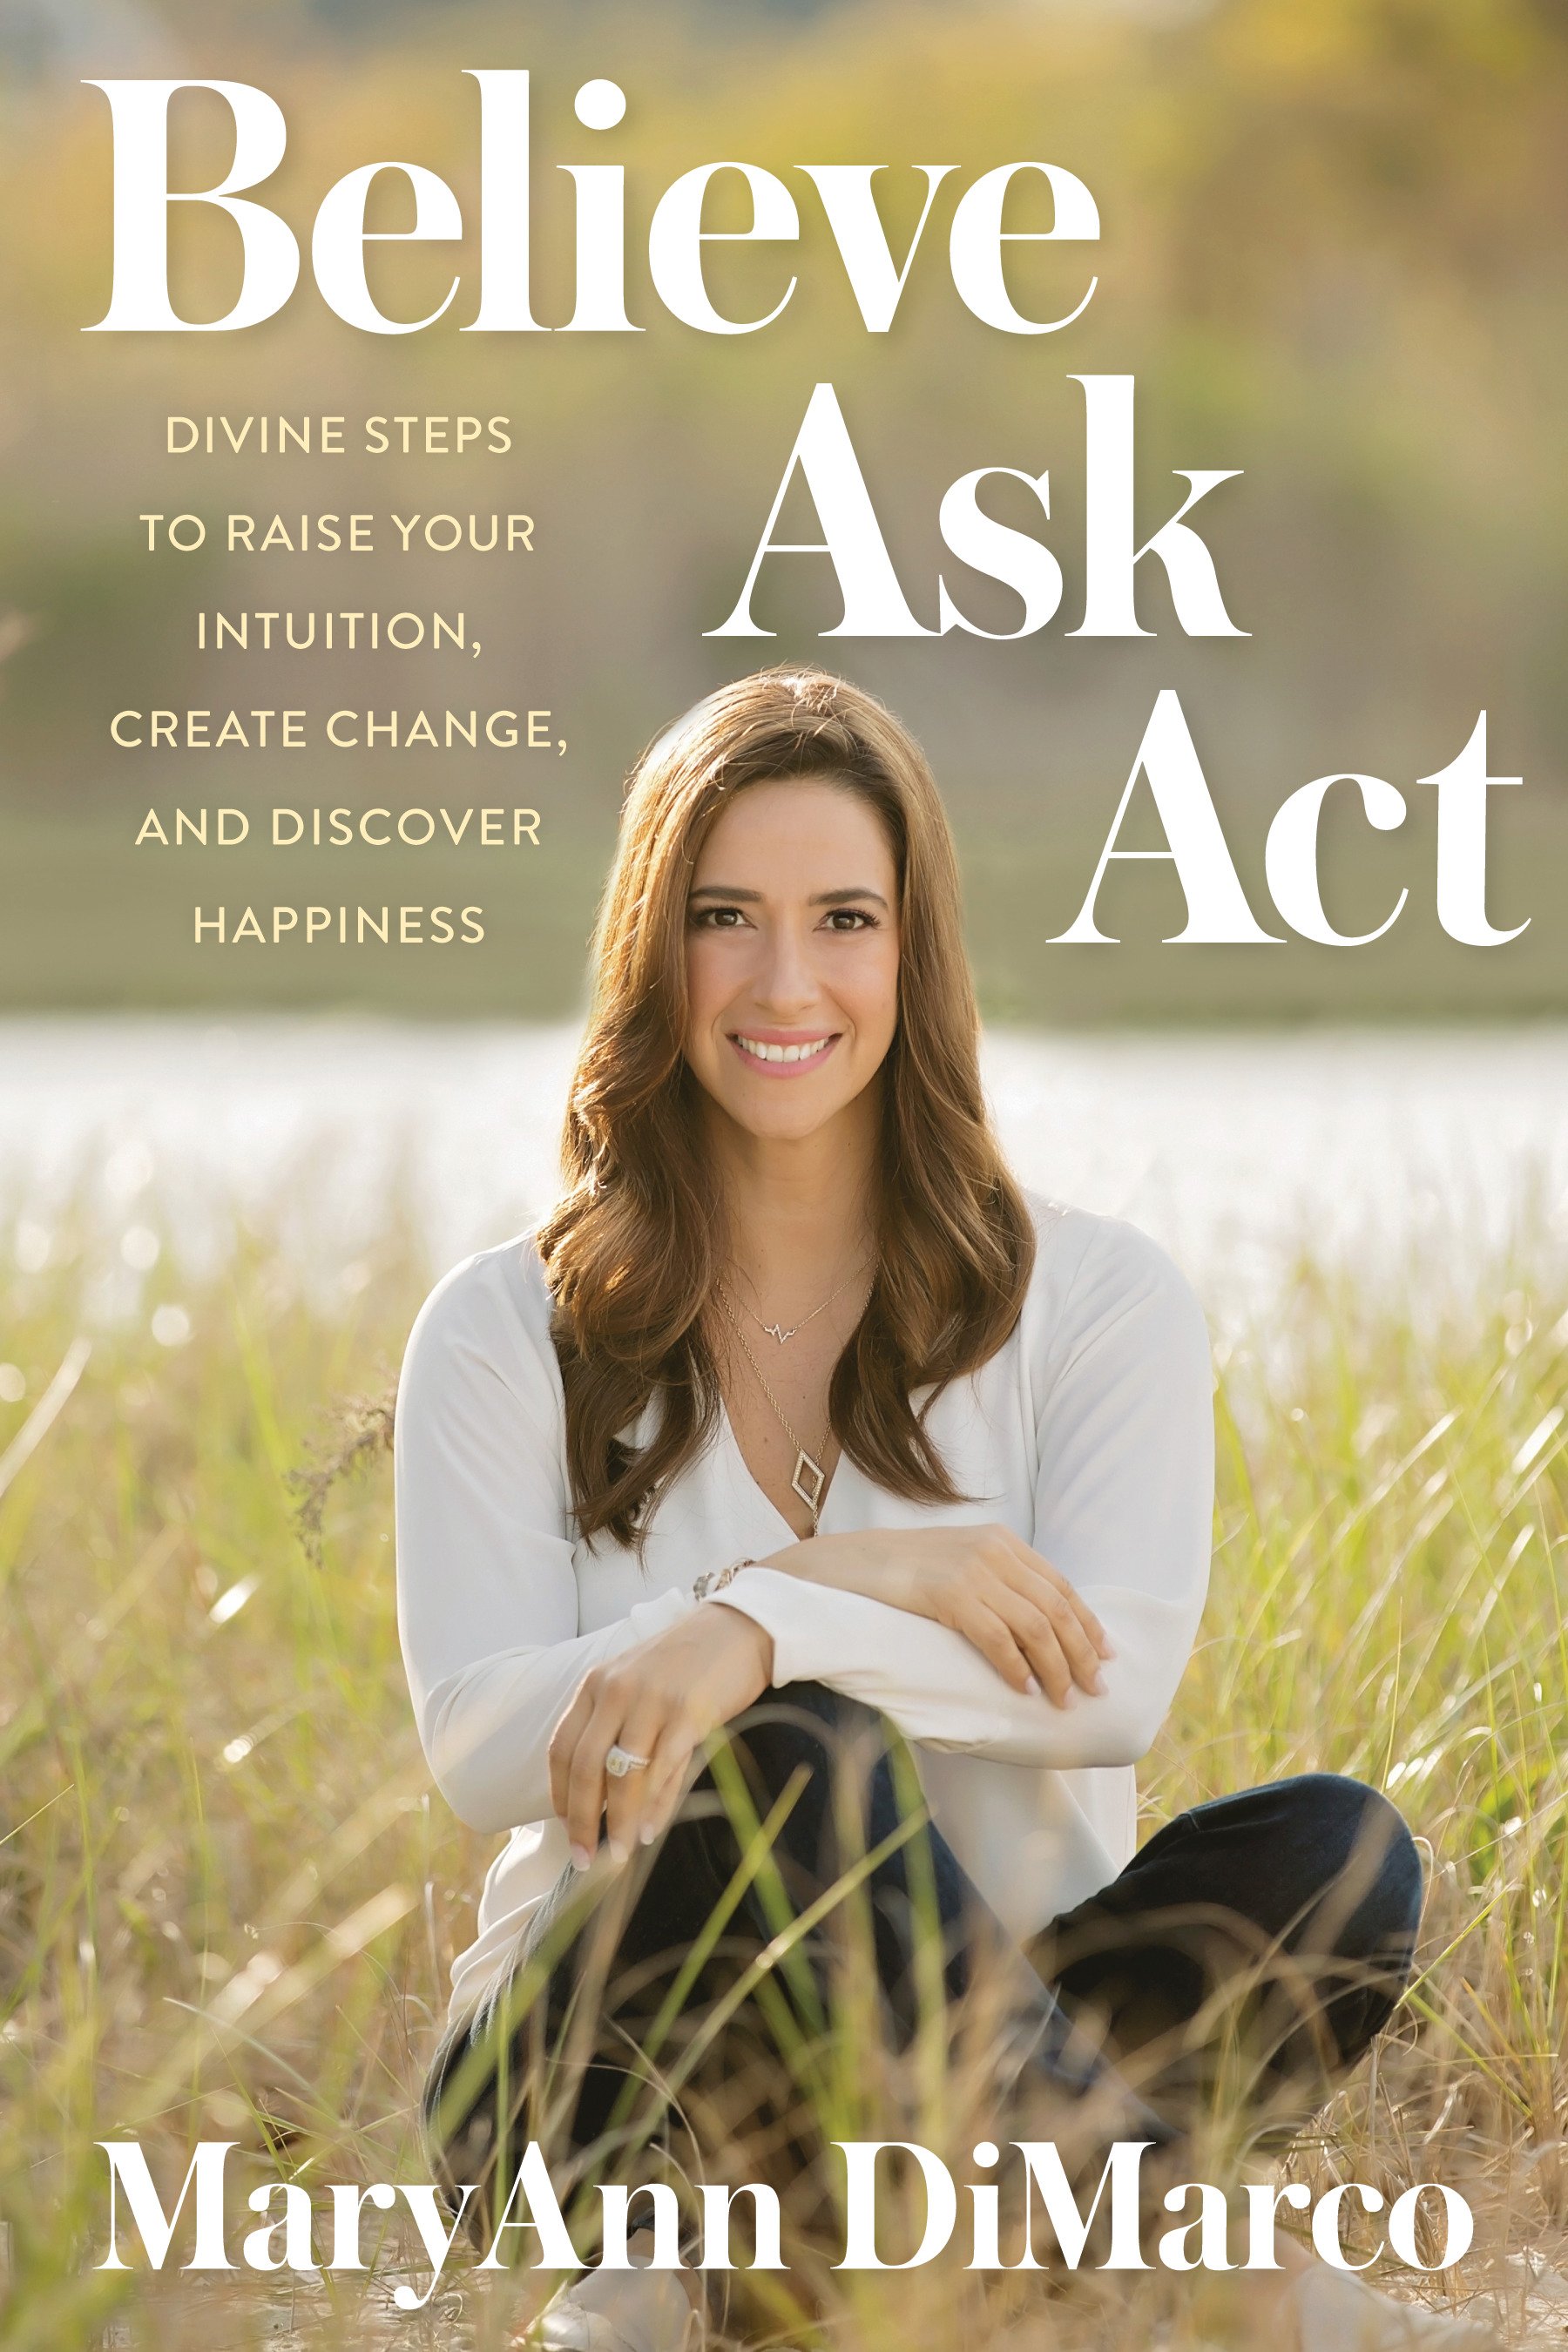 Believe
Ask
Act
DIVINE STEPS
TO RAISE YOUR
INTUITION,
CREATE CHANGE,
AND DISCOVER
HAPPINESS
MaryAnn DiMarco